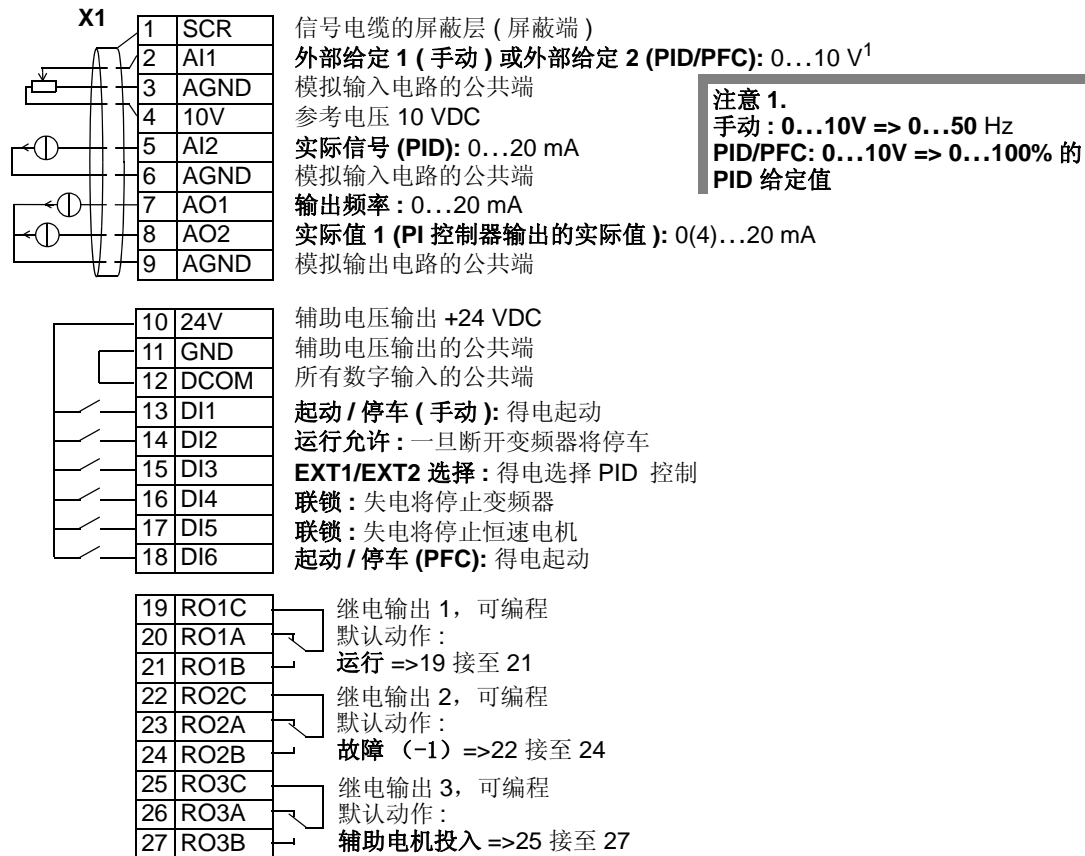 X1
1 SCR 信号电缆的屏蔽层 ( 屏蔽端 )
2 AI1 外部给定 1 ( 手动 ) 或外部给定 2 (PID/PFC): 0…10 V¹
3 AGND 模拟输入电路的公共端
4 10V 参考电压 10 VDC
5 AI2 实际信号 (PID): 0…20 mA
6 AGND 模拟输入电路的公共端
7 AO1 输出频率 : 0…20 mA
8 AO2 实际值 1 (PI 控制器输出的实际值 ): 0(4)…20 mA
9 AGND 模拟输出电路的公共端
注意 1.
手动 : 0…10V => 0…50 Hz
PID/PFC: 0…10V => 0…100% 的
PID 给定值
10 24V 辅助电压输出 +24 VDC
11 GND 辅助电压输出的公共端
12 DCOM 所有数字输入的公共端
13 DI1 起动 / 停车 ( 手动 ): 得电起动
14 DI2 运行允许 : 一旦断开变频器将停车
15 DI3 EXT1/EXT2 选择 : 得电选择 PID 控制
16 DI4 联锁 : 失电将停止变频器
17 DI5 联锁 : 失电将停止恒速电机
18 DI6 起动 / 停车 (PFC): 得电起动
19 RO1C 继电输出 1，可编程
20 RO1A 默认动作 :
21 RO1B 运行 =>19 接至 21
22 RO2C 继电输出 2，可编程
23 RO2A 默认动作 :
24 RO2B 故障 （-1）=>22 接至 24
25 RO3C 继电输出 3，可编程
26 RO3A 默认动作 :
27 RO3B 辅助电机投入 =>25 接至 27